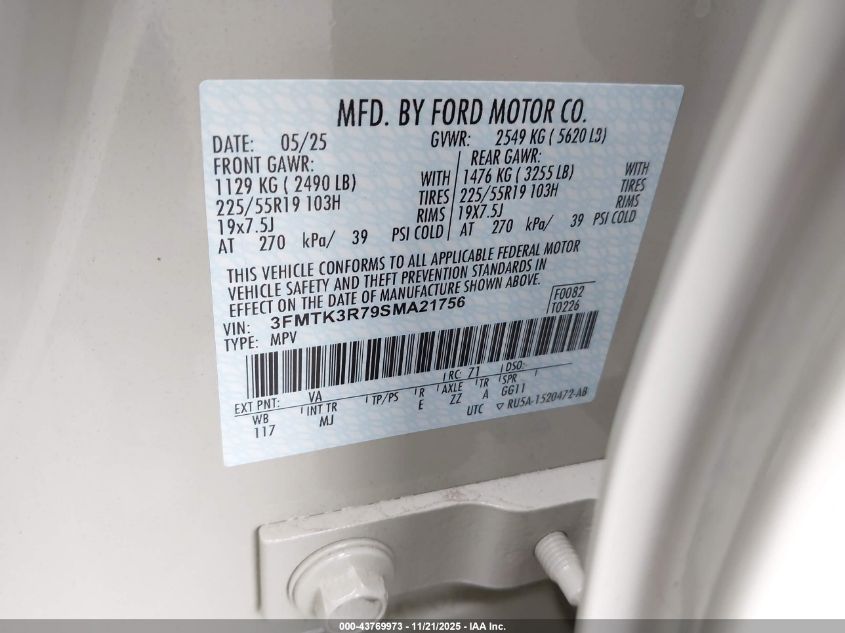 MFD. BY FORD MOTOR CO.
DATE: 05/25 GVWR: 2549 KG ( 5620 LB)
FRONT GAWR: REAR GAWR:
1129 KG ( 2490 LB) WITH 1476 KG ( 3255 LB) WITH
225/55R19 103H TIRES 225/55R19 103H TIRES
19x7.5J RIMS 19x7.5J RIMS
AT 270 kPa/ 39 PSI COLD AT 270 kPa/ 39 PSI COLD
THIS VEHICLE CONFORMS TO ALL APPLICABLE FEDERAL MOTOR
VEHICLE SAFETY AND THEFT PREVENTION STANDARDS IN
EFFECT ON THE DATE OF MANUFACTURE SHOWN ABOVE.
VIN: 3FMTK3R79SMA21756 F0082
TYPE: MPV T0226
RC: 71 DSO:
EXT PNT: VA
WB INT TR TP/PS R AXLE TR SPR
117 MJ E ZZ A GG11
UTC ▽ RU5A-1520472-AB
000-43769973 - 11/21/2025 - IAA Inc.